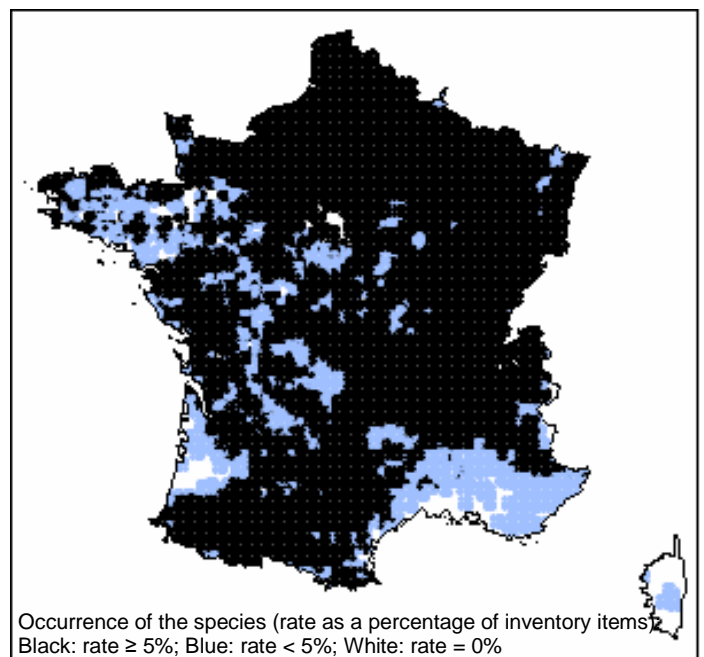 Occurrence of the species (rate as a percentage of inventory items):
Black: rate ≥ 5%; Blue: rate < 5%; White: rate = 0%